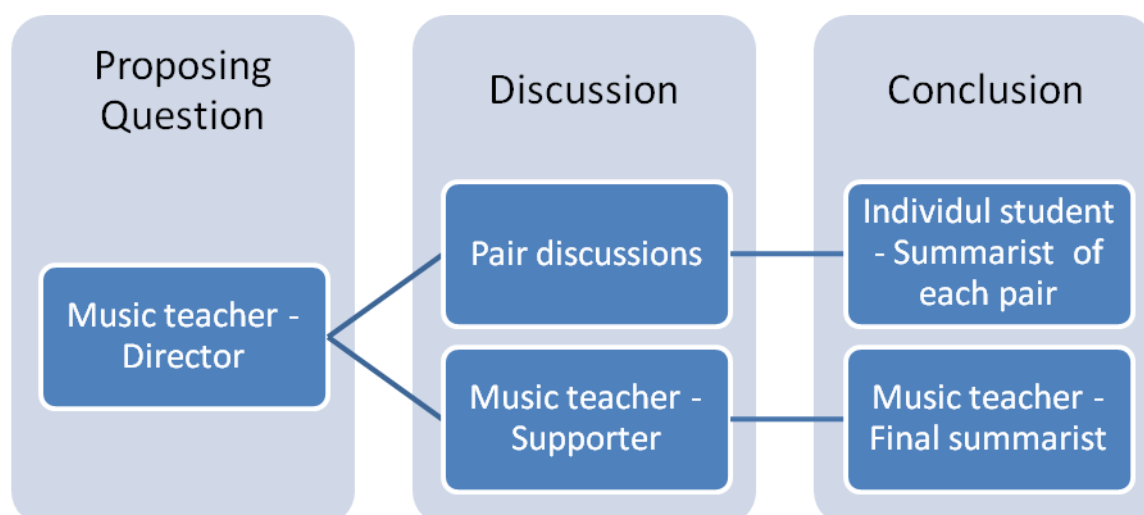 Proposing
Question
Music teacher -
Director
Discussion
Pair discussions
Music teacher -
Supporter
Conclusion
Individul student
- Summarist of
each pair
Music teacher -
Final summarist